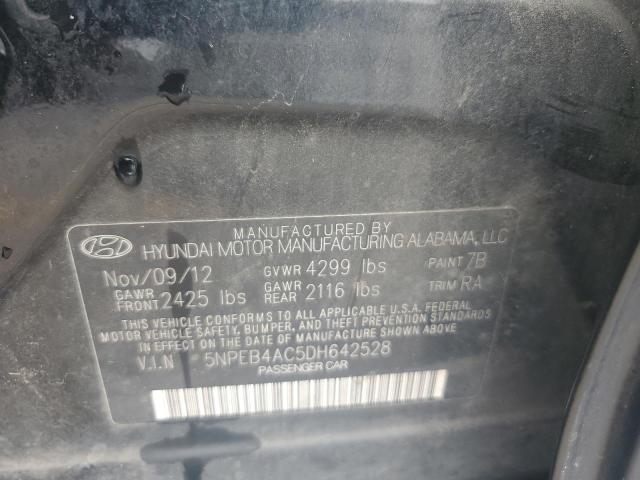 MANUFACTURED BY
HYUNDAI MOTOR MANUFACTURING ALABAMA, LLC
Nov/09/12 GVWR 4299 lbs PAINT 7B
GAWR FRONT 2425 lbs GAWR REAR 2116 lbs TRIM RA
THIS VEHICLE CONFORMS TO ALL APPLICABLE U.S.A. FEDERAL
MOTOR VEHICLE SAFETY, BUMPER, AND THEFT PREVENTION STANDARDS
IN EFFECT ON THE DATE OF MANUFACTURE SHOWN ABOVE.
V.I.N 5NPEB4AC5DH642528
PASSENGER CAR